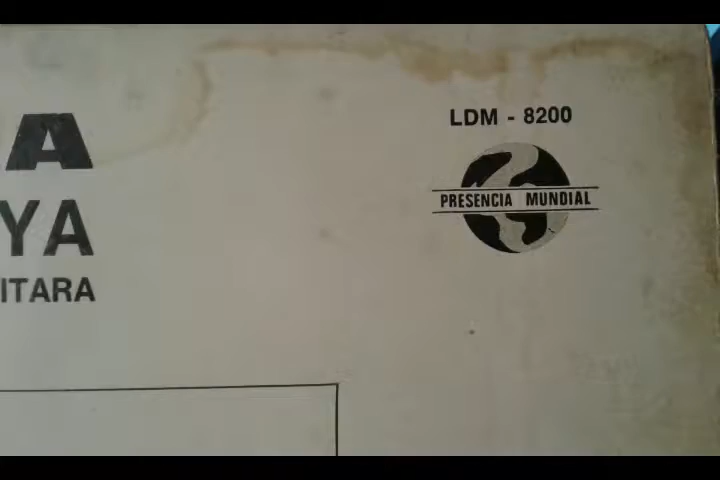 A
YA
ITARA
LDM - 8200
PRESENCIA MUNDIAL